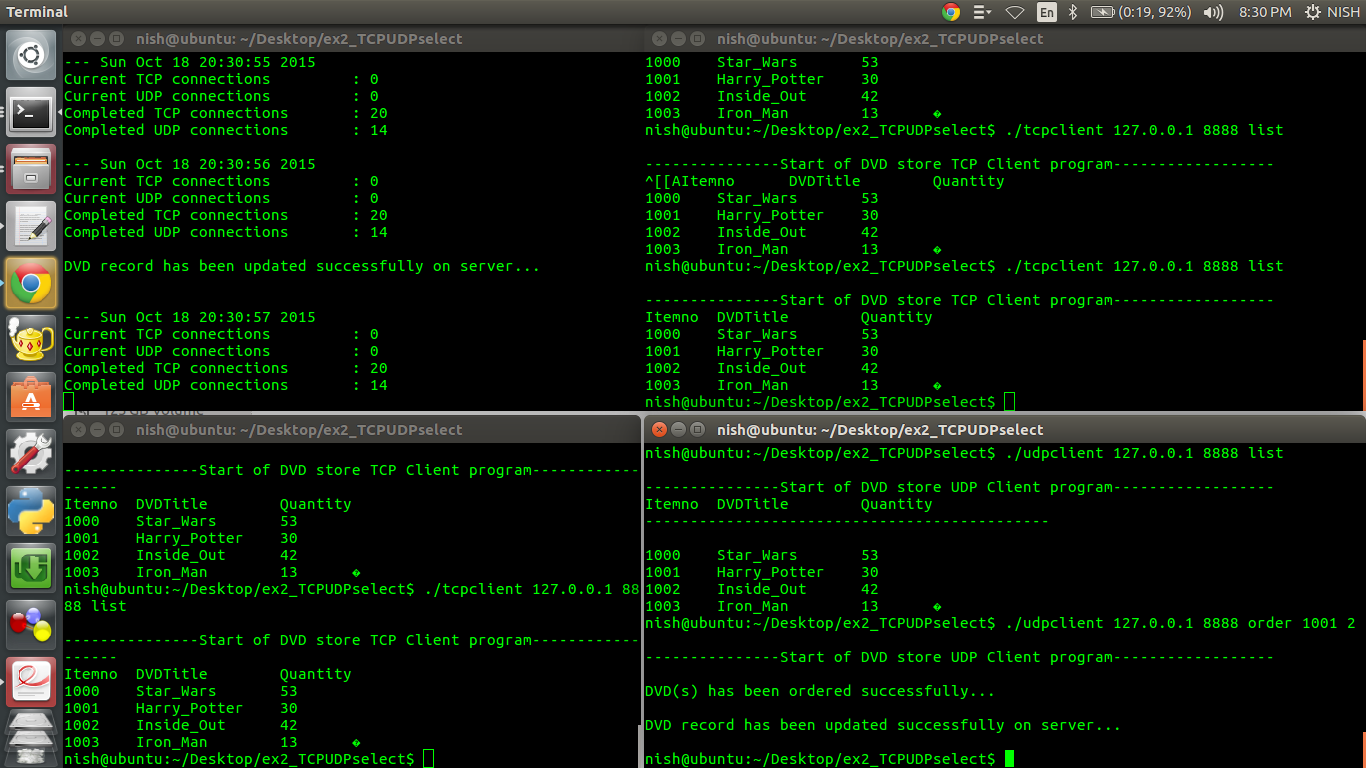 Terminal
En
(0:19, 92%)
8:30 PM
NISH
nish@ubuntu: ~/Desktop/ex2_TCPUDPselect
--- Sun Oct 18 20:30:55 2015
Current TCP connections         : 0
Current UDP connections         : 0
Completed TCP connections       : 20
Completed UDP connections       : 14
--- Sun Oct 18 20:30:56 2015
Current TCP connections         : 0
Current UDP connections         : 0
Completed TCP connections       : 20
Completed UDP connections       : 14
DVD record has been updated successfully on server...
--- Sun Oct 18 20:30:57 2015
Current TCP connections         : 0
Current UDP connections         : 0
Completed TCP connections       : 20
Completed UDP connections       : 14
nish@ubuntu: ~/Desktop/ex2_TCPUDPselect
1000    Star_Wars       53
1001    Harry_Potter    30
1002    Inside_Out      42
1003    Iron_Man        13      �
nish@ubuntu:~/Desktop/ex2_TCPUDPselect$ ./tcpclient 127.0.0.1 8888 list
---------------Start of DVD store TCP Client program------------------
^[[AItemno      DVDTitle        Quantity
1000    Star_Wars       53
1001    Harry_Potter    30
1002    Inside_Out      42
1003    Iron_Man        13      �
nish@ubuntu:~/Desktop/ex2_TCPUDPselect$ ./tcpclient 127.0.0.1 8888 list
---------------Start of DVD store TCP Client program------------------
Itemno  DVDTitle        Quantity
1000    Star_Wars       53
1001    Harry_Potter    30
1002    Inside_Out      42
1003    Iron_Man        13      �
nish@ubuntu:~/Desktop/ex2_TCPUDPselect$
nish@ubuntu: ~/Desktop/ex2_TCPUDPselect
---------------Start of DVD store TCP Client program------------
------
Itemno  DVDTitle        Quantity
1000    Star_Wars       53
1001    Harry_Potter    30
1002    Inside_Out      42
1003    Iron_Man        13      �
nish@ubuntu:~/Desktop/ex2_TCPUDPselect$ ./tcpclient 127.0.0.1 88
88 list
---------------Start of DVD store TCP Client program------------
------
Itemno  DVDTitle        Quantity
1000    Star_Wars       53
1001    Harry_Potter    30
1002    Inside_Out      42
1003    Iron_Man        13      �
nish@ubuntu:~/Desktop/ex2_TCPUDPselect$
nish@ubuntu: ~/Desktop/ex2_TCPUDPselect
nish@ubuntu:~/Desktop/ex2_TCPUDPselect$ ./udpclient 127.0.0.1 8888 list
---------------Start of DVD store UDP Client program------------------
Itemno  DVDTitle        Quantity
---------------------------------------------
1000    Star_Wars       53
1001    Harry_Potter    30
1002    Inside_Out      42
1003    Iron_Man        13      �
nish@ubuntu:~/Desktop/ex2_TCPUDPselect$ ./udpclient 127.0.0.1 8888 order 1001 2
---------------Start of DVD store UDP Client program------------------
DVD(s) has been ordered successfully...
DVD record has been updated successfully on server...
nish@ubuntu:~/Desktop/ex2_TCPUDPselect$